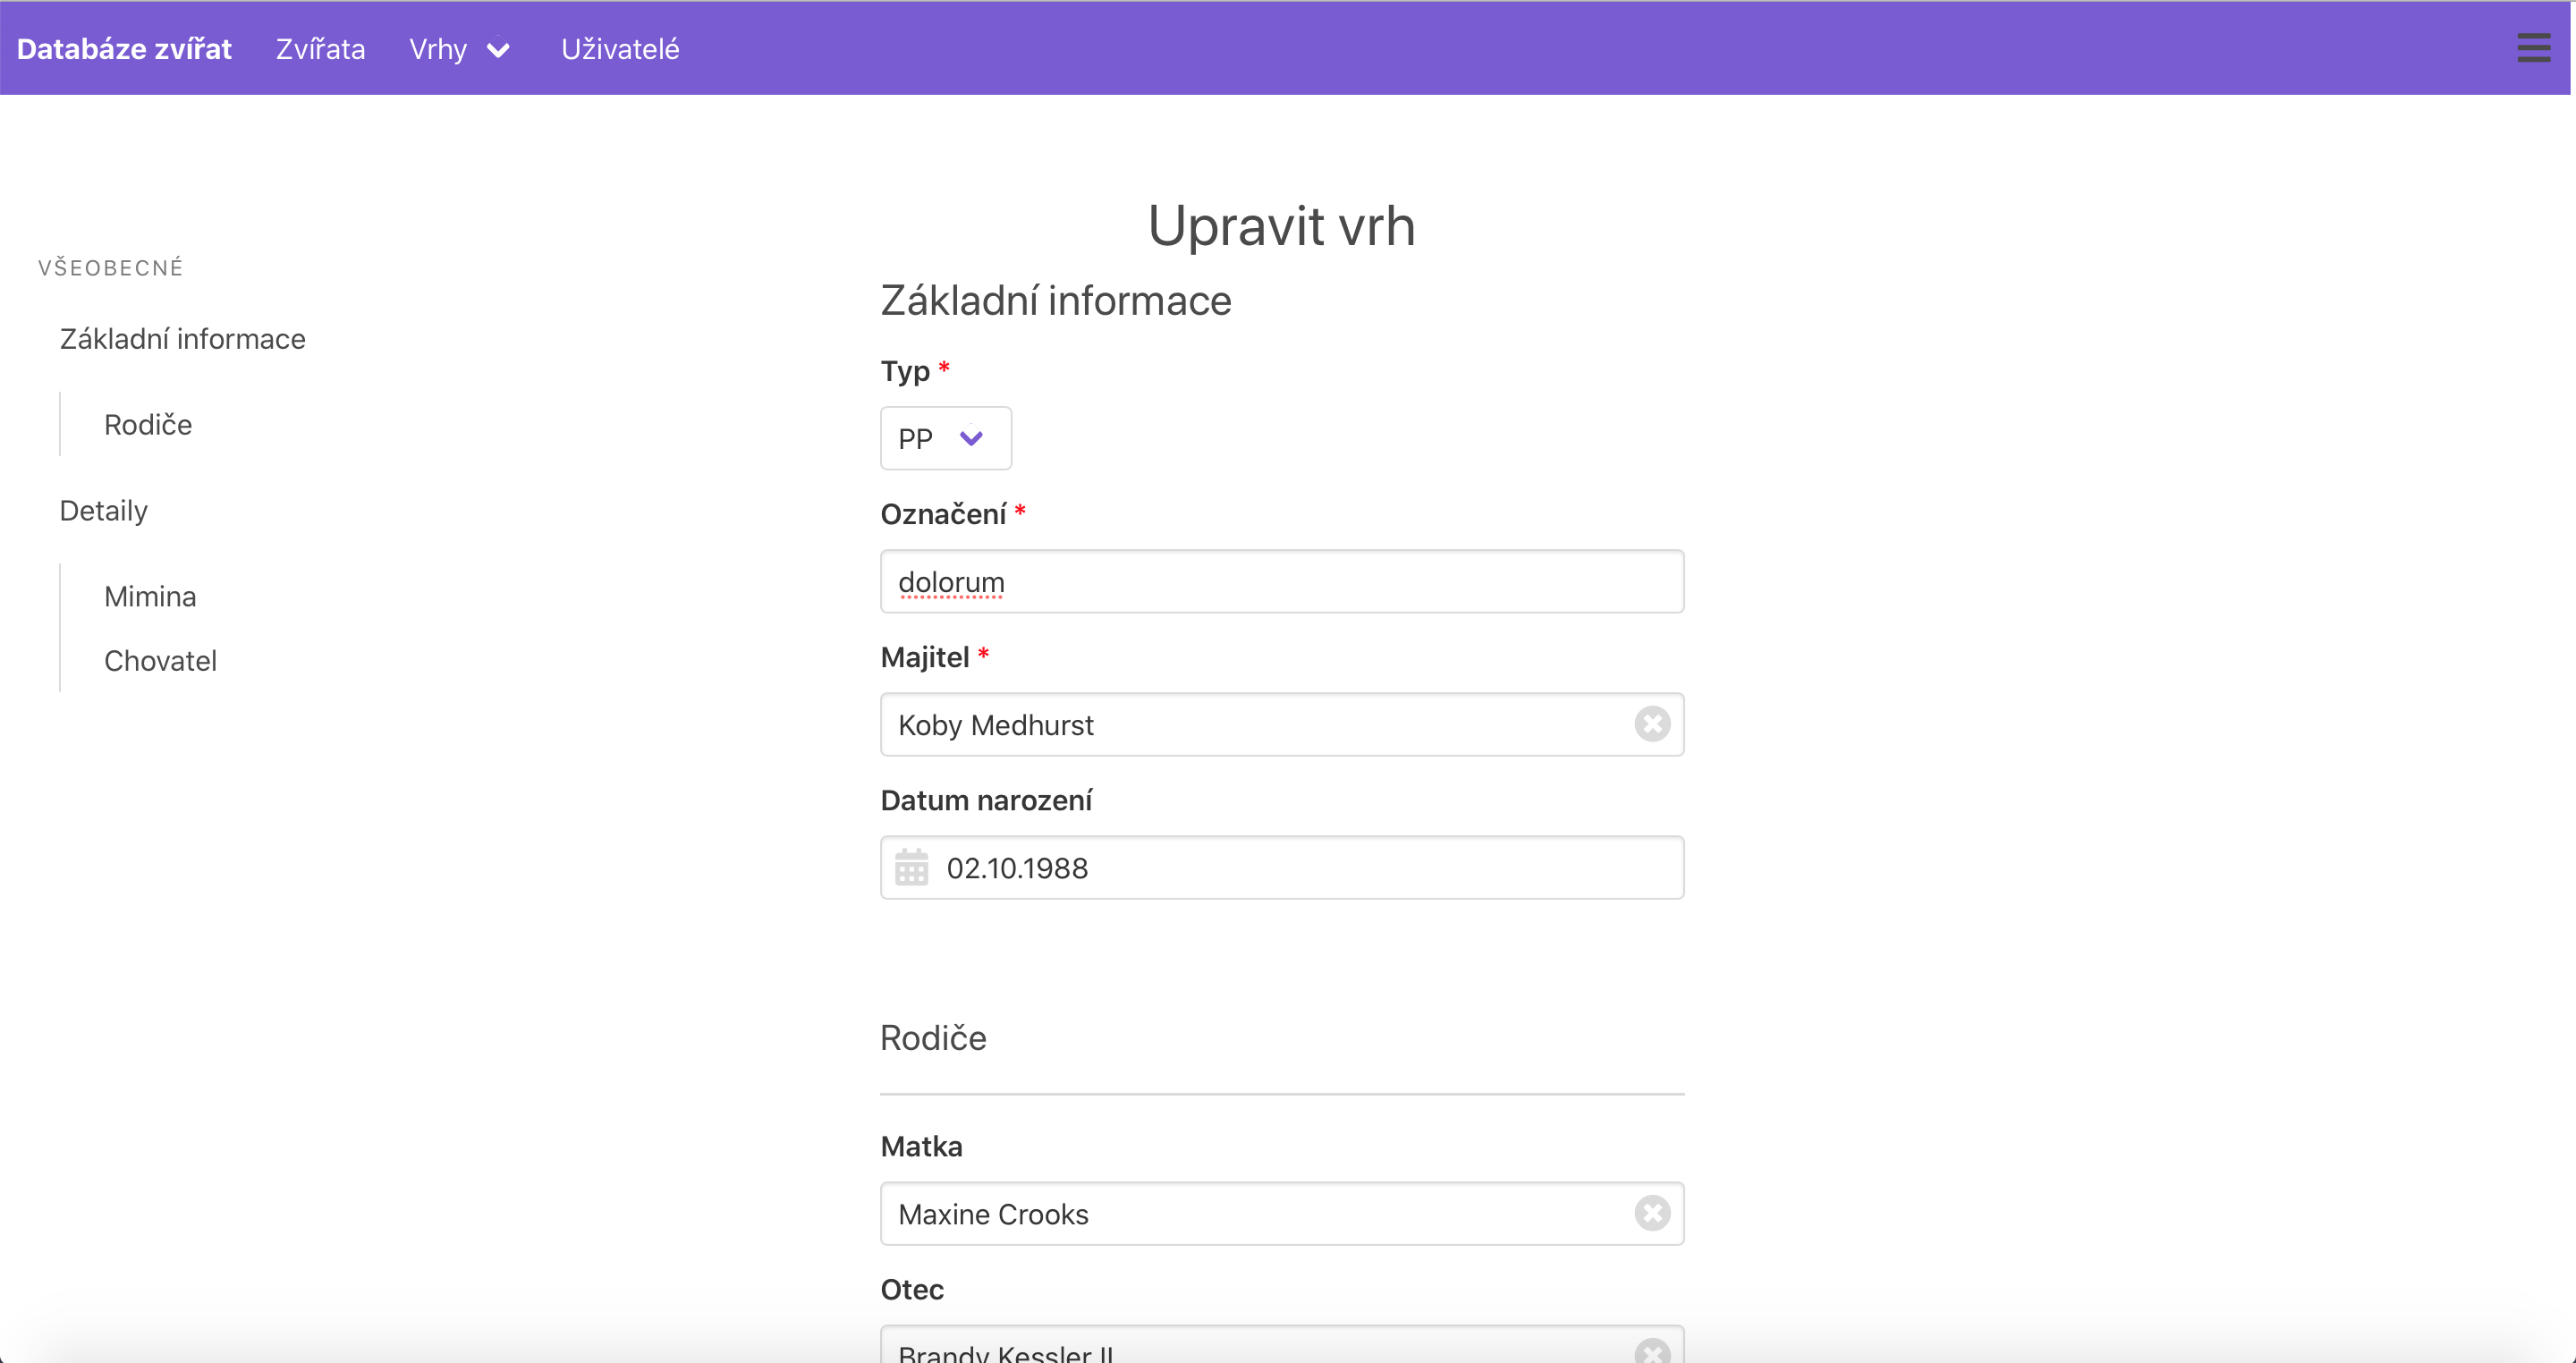 Databáze zvířat Zvířata Vrhy Uživatelé
VŠEOBECNÉ
Základní informace
Rodiče
Detaily
Mimina
Chovatel
Upravit vrh
Základní informace
Typ *
PP
Označení *
dolorum
Majitel *
Koby Medhurst
Datum narození
02.10.1988
Rodiče
Matka
Maxine Crooks
Otec
Brandy Kessler II